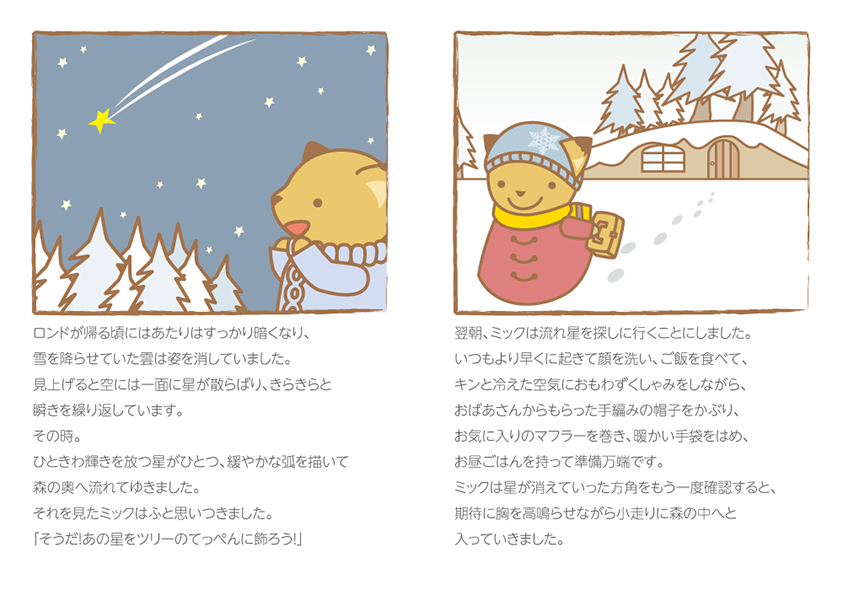 ロンドが帰る頃にはあたりはすっかり暗くなり、
雪を降らせていた雲は姿を消していました。
見上げると空には一面に星が散らばり、きらきらと
瞬きを繰り返しています。
その時。
ひときわ輝きを放つ星がひとつ、緩やかな弧を描いて
森の奥へ流れてゆきました。
それを見たミックはふと思いつきました。
「そうだ!あの星をツリーのてっぺんに飾ろう!」
翌朝、ミックは流れ星を探しに行くことにしました。
いつもより早くに起きて顔を洗い、ご飯を食べて、
キンと冷えた空気におもわずくしゃみをしながら、
おばあさんからもらった手編みの帽子をかぶり、
お気に入りのマフラーを巻き、暖かい手袋をはめ、
お昼ごはんを持って準備万端です。
ミックは星が消えていった方角をもう一度確認すると、
期待に胸を高鳴らせながら小走りに森の中へと
入っていきました。